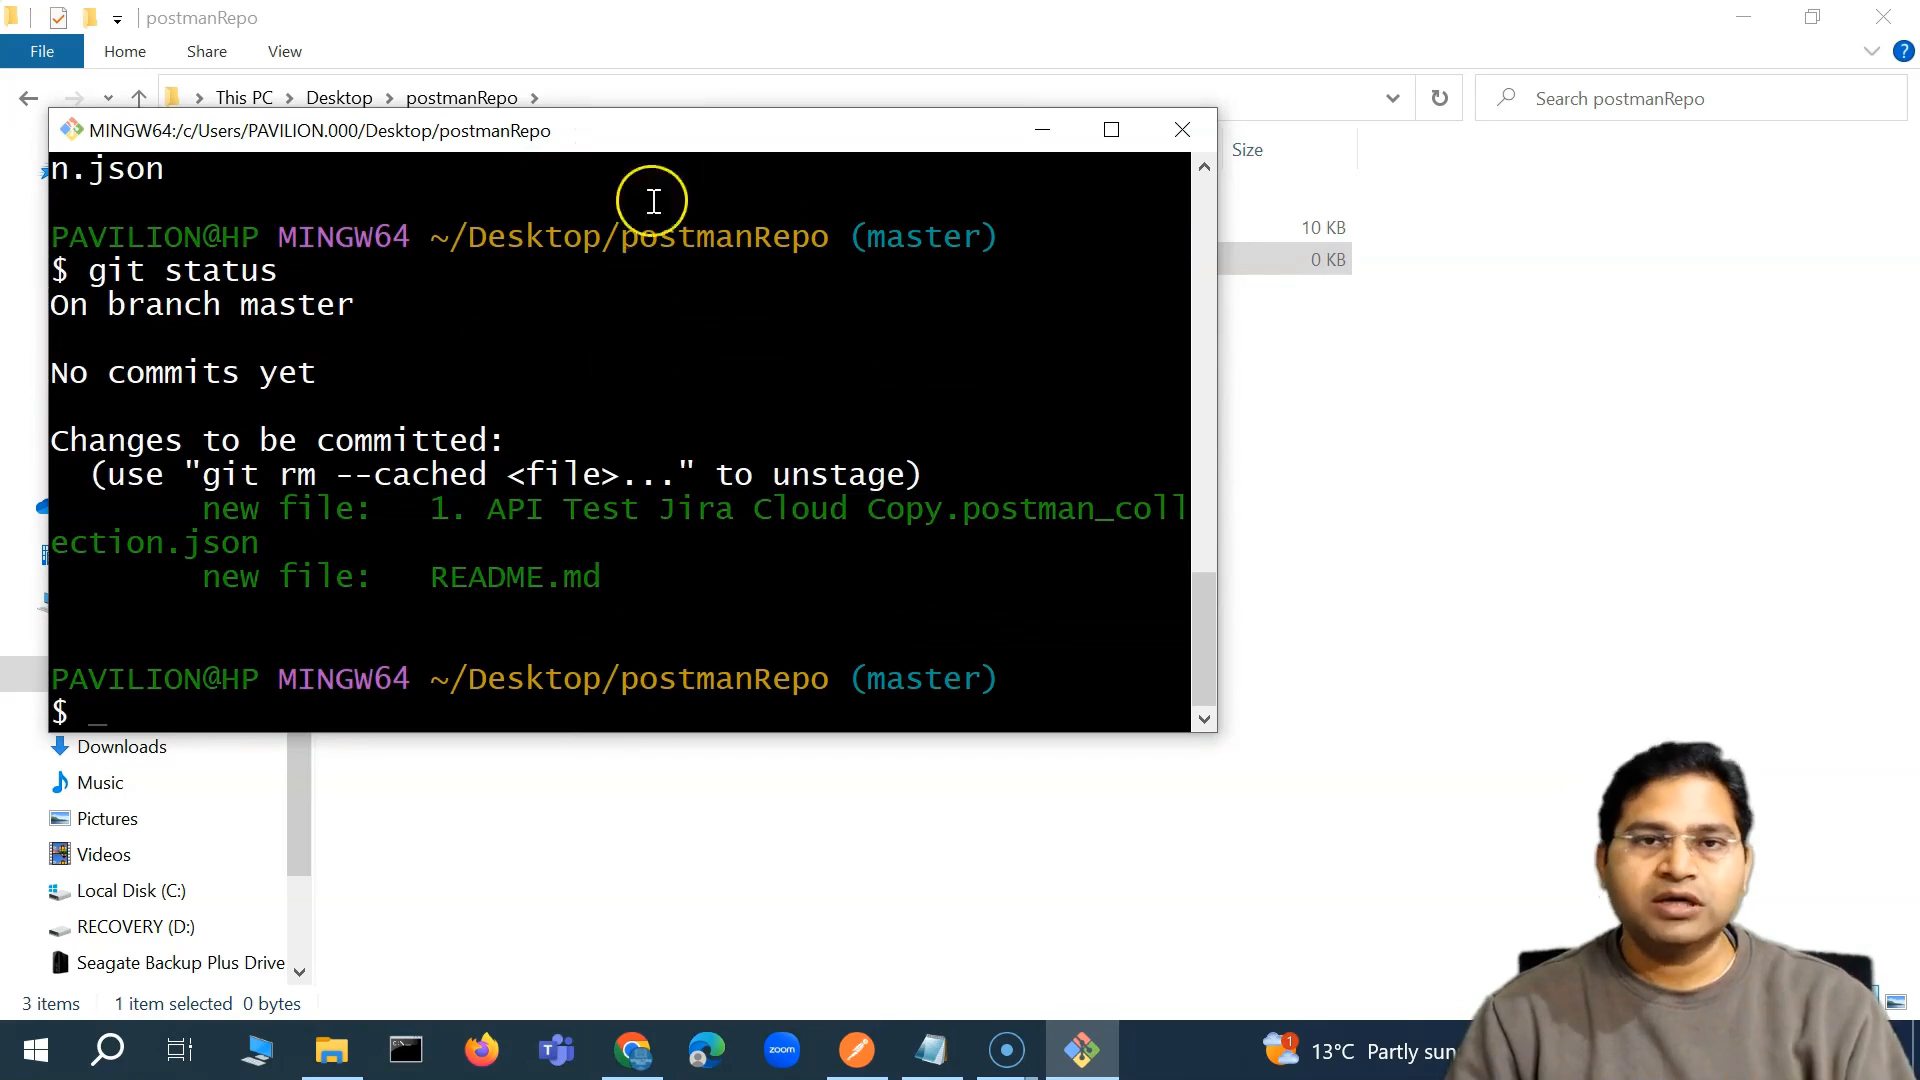 postmanRepo
File Home Share View
This PC Desktop postmanRepo
Search postmanRepo
MINGW64:/c/Users/PAVILION.000/Desktop/postmanRepo
Size
n.json
10 KB
PAVILION@HP MINGW64 ~/Desktop/postmanRepo (master)
0 KB
$ git status
On branch master
No commits yet
Changes to be committed:
(use "git rm --cached <file>..." to unstage)
new file: 1. API Test Jira Cloud Copy.postman_coll
ection.json
new file: README.md
PAVILION@HP MINGW64 ~/Desktop/postmanRepo (master)
$ _
Downloads
Music
Pictures
Videos
Local Disk (C:)
RECOVERY (D:)
Seagate Backup Plus Drive
3 items 1 item selected 0 bytes
zoom
1
13°C Partly sun